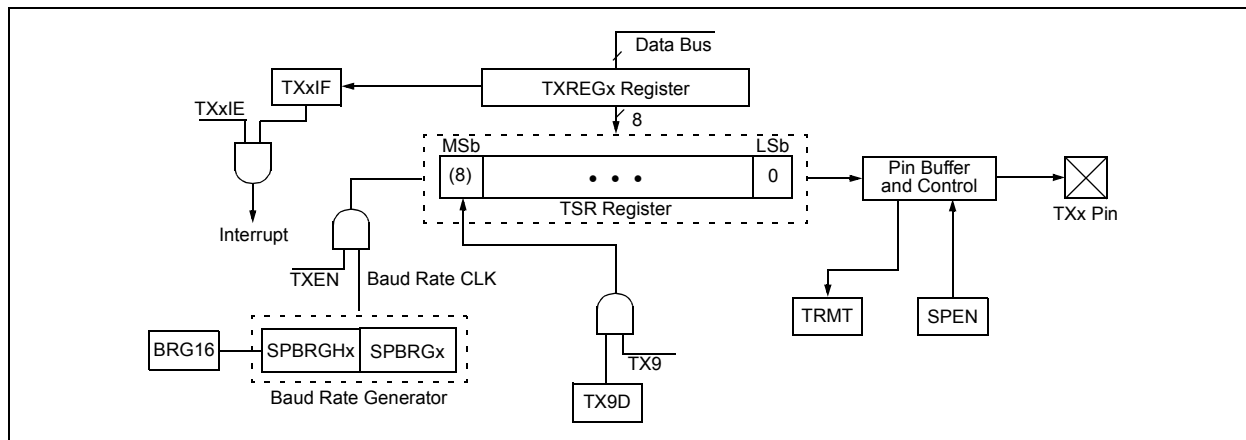 Data Bus
TXxIF
TXREGx Register
TXxIE
8
MSb
LSb
(8)
• • •
0
Pin Buffer
and Control
TSR Register
TXx Pin
Interrupt
TXEN
Baud Rate CLK
TRMT
SPEN
BRG16
SPBRGHx
SPBRGx
TX9
Baud Rate Generator
TX9D